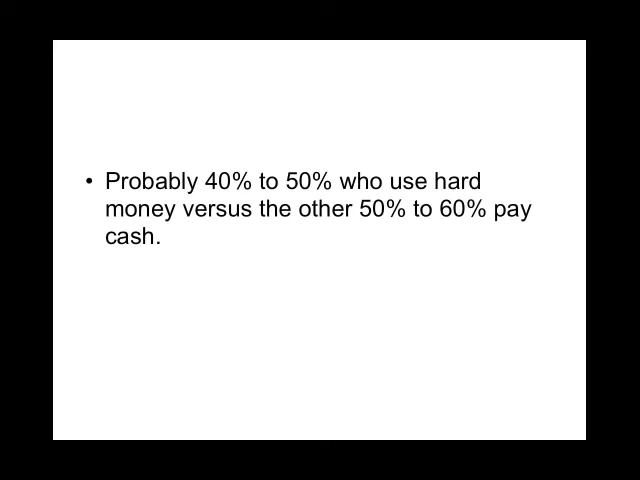 • Probably 40% to 50% who use hard
money versus the other 50% to 60% pay
cash.